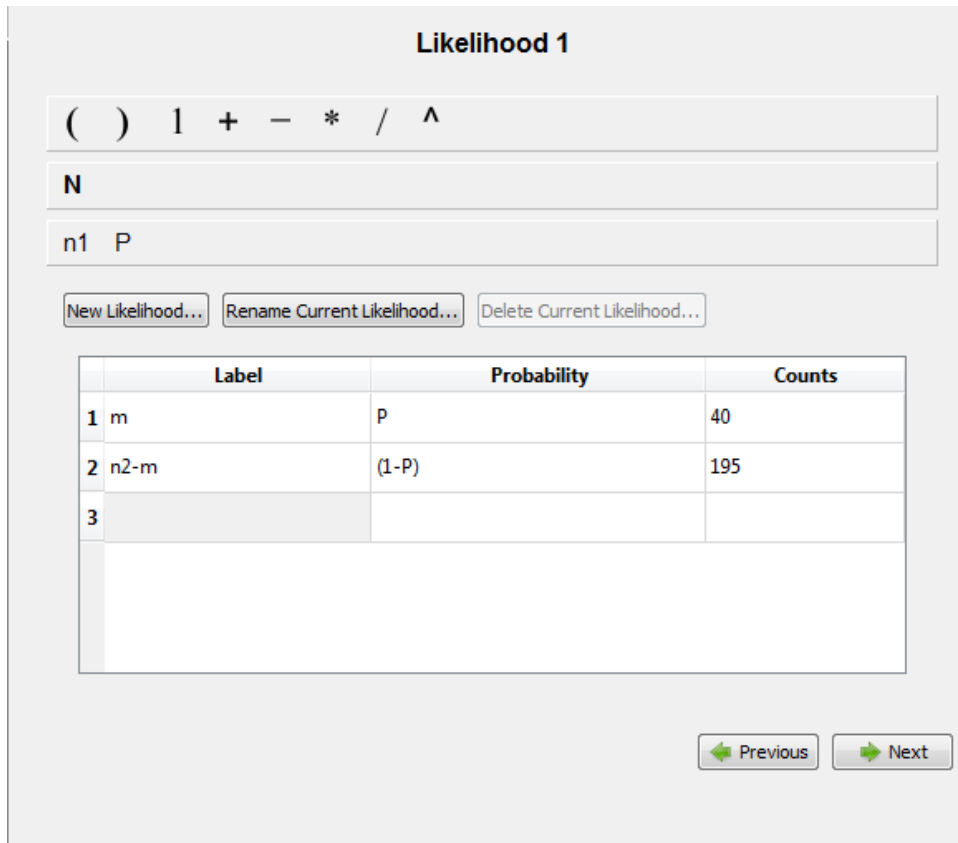 Likelihood 1
( ) 1 + − * / ^
N
n1 P
New Likelihood... Rename Current Likelihood... Delete Current Likelihood...
Label Probability Counts
1 m P 40
2 n2-m (1-P) 195
3
Previous Next